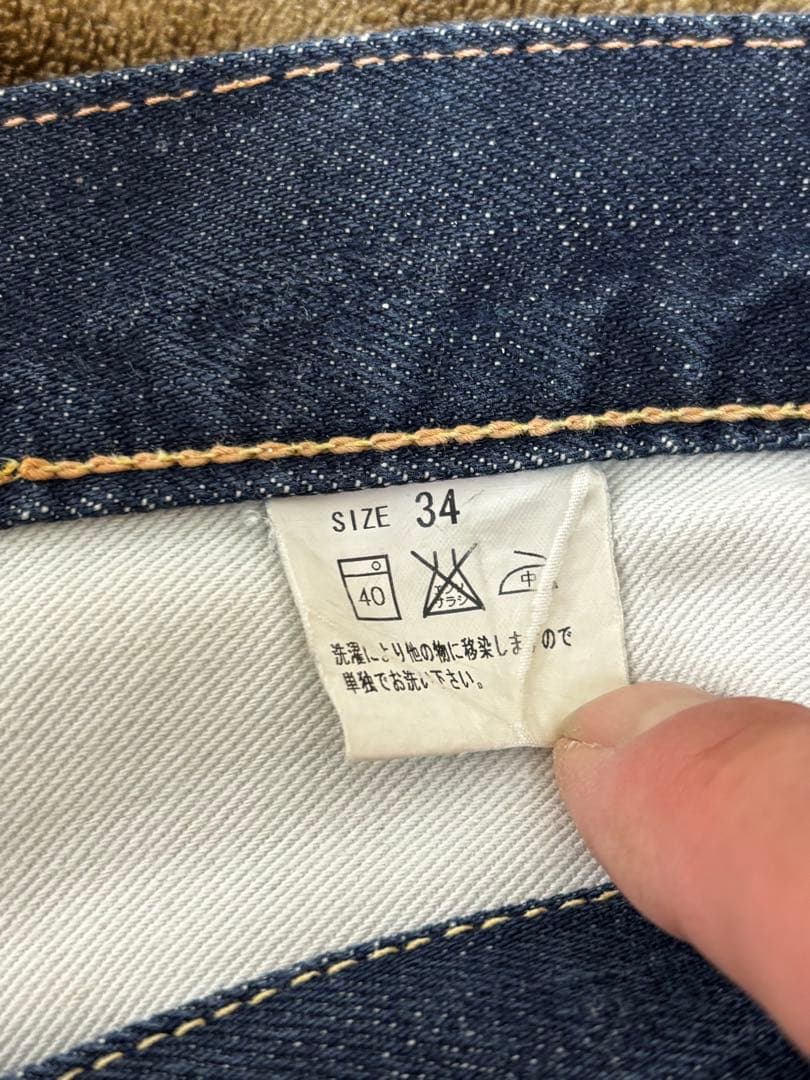 SIZE 34
40 中
洗濯により他の物に移染しま ので
単独でお洗い下さい。